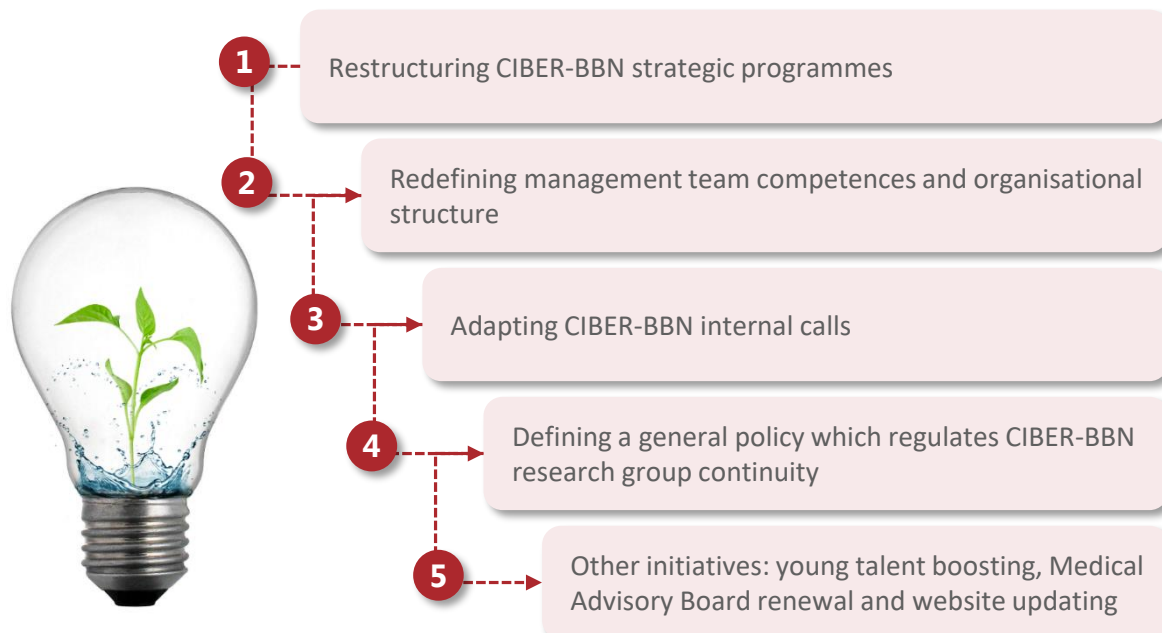 1
Restructuring CIBER-BBN strategic programmes
2
Redefining management team competences and organisational
structure
3
Adapting CIBER-BBN internal calls
4
Defining a general policy which regulates CIBER-BBN
research group continuity
5
Other initiatives: young talent boosting, Medical
Advisory Board renewal and website updating